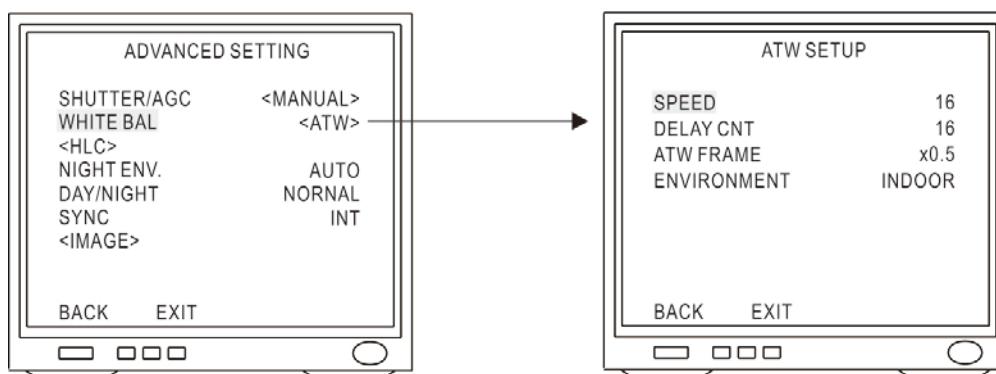 ADVANCED SETTING
SHUTTER/AGC <MANUAL>
WHITE BAL <ATW>
<HLC>
NIGHT ENV. AUTO
DAY/NIGHT NORMAL
SYNC INT
<IMAGE>
BACK EXIT
ATW SETUP
SPEED 16
DELAY CNT 16
ATW FRAME x0.5
ENVIRONMENT INDOOR
BACK EXIT